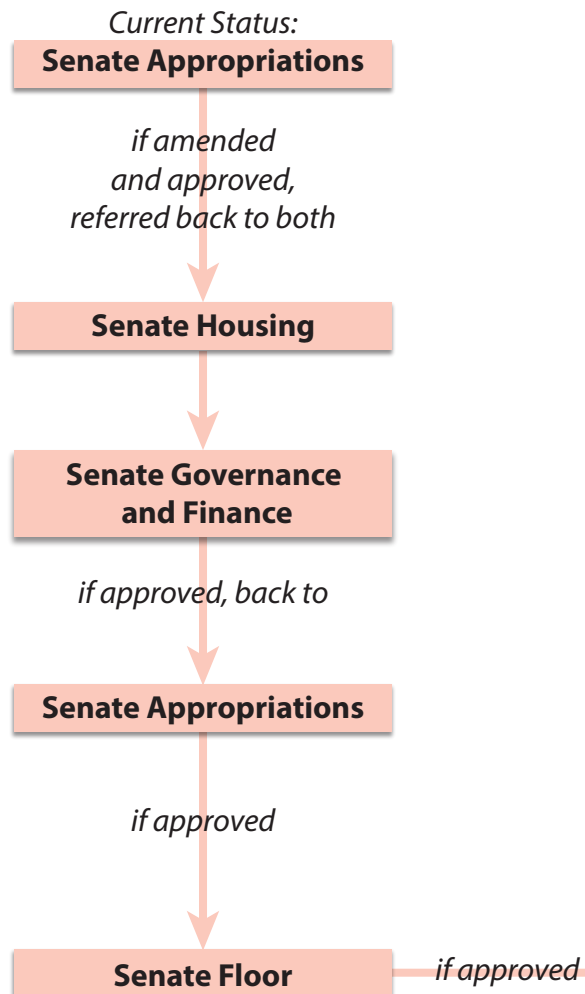 Current Status:
Senate Appropriations
if amended
and approved,
referred back to both
Senate Housing
Senate Governance
and Finance
if approved, back to
Senate Appropriations
if approved
Senate Floor
if approved